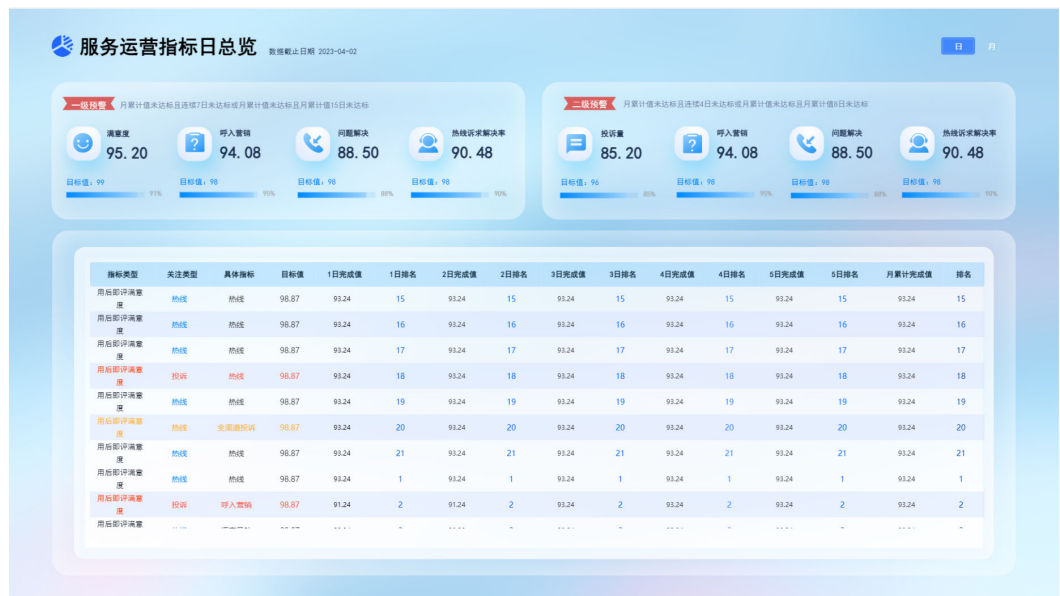 服务运营指标日总览 数据截止日期 2023-04-02
日 月
一级预警 月累计值未达标且连续7日未达标或月累计值未达标且月累计值15日未达标
满意度 呼入营销 问题解决 热线诉求解决率
95.20 94.08 88.50 90.48
目标值：99 目标值：98 目标值：98 目标值：98
91% 95% 88% 90%
二级预警 月累计值未达标且连续4日未达标或月累计值未达标且月累计值8日未达标
投诉量 呼入营销 问题解决 热线诉求解决率
85.20 94.08 88.50 90.48
目标值：96 目标值：98 目标值：98 目标值：98
85% 95% 88% 90%
指标类型 关注类型 具体指标 目标值 1日完成值 1日排名 2日完成值 2日排名 3日完成值 3日排名 4日完成值 4日排名 5日完成值 5日排名 月累计完成值 排名
用后即评满意度 热线 热线 98.87 93.24 15 93.24 15 93.24 15 93.24 15 93.24 15 93.24 15
用后即评满意度 热线 热线 98.87 93.24 16 93.24 16 93.24 16 93.24 16 93.24 16 93.24 16
用后即评满意度 热线 热线 98.87 93.24 17 93.24 17 93.24 17 93.24 17 93.24 17 93.24 17
用后即评满意度 投诉 热线 98.87 93.24 18 93.24 18 93.24 18 93.24 18 93.24 18 93.24 18
用后即评满意度 热线 热线 98.87 93.24 19 93.24 19 93.24 19 93.24 19 93.24 19 93.24 19
用后即评满意度 热线 全渠道投诉 98.87 93.24 20 93.24 20 93.24 20 93.24 20 93.24 20 93.24 20
用后即评满意度 热线 热线 98.87 93.24 21 93.24 21 93.24 21 93.24 21 93.24 21 93.24 21
用后即评满意度 热线 热线 98.87 93.24 1 93.24 1 93.24 1 93.24 1 93.24 1 93.24 1
用后即评满意度 投诉 呼入营销 98.87 91.24 2 91.24 2 93.24 2 93.24 2 93.24 2 93.24 2
用后即评满意